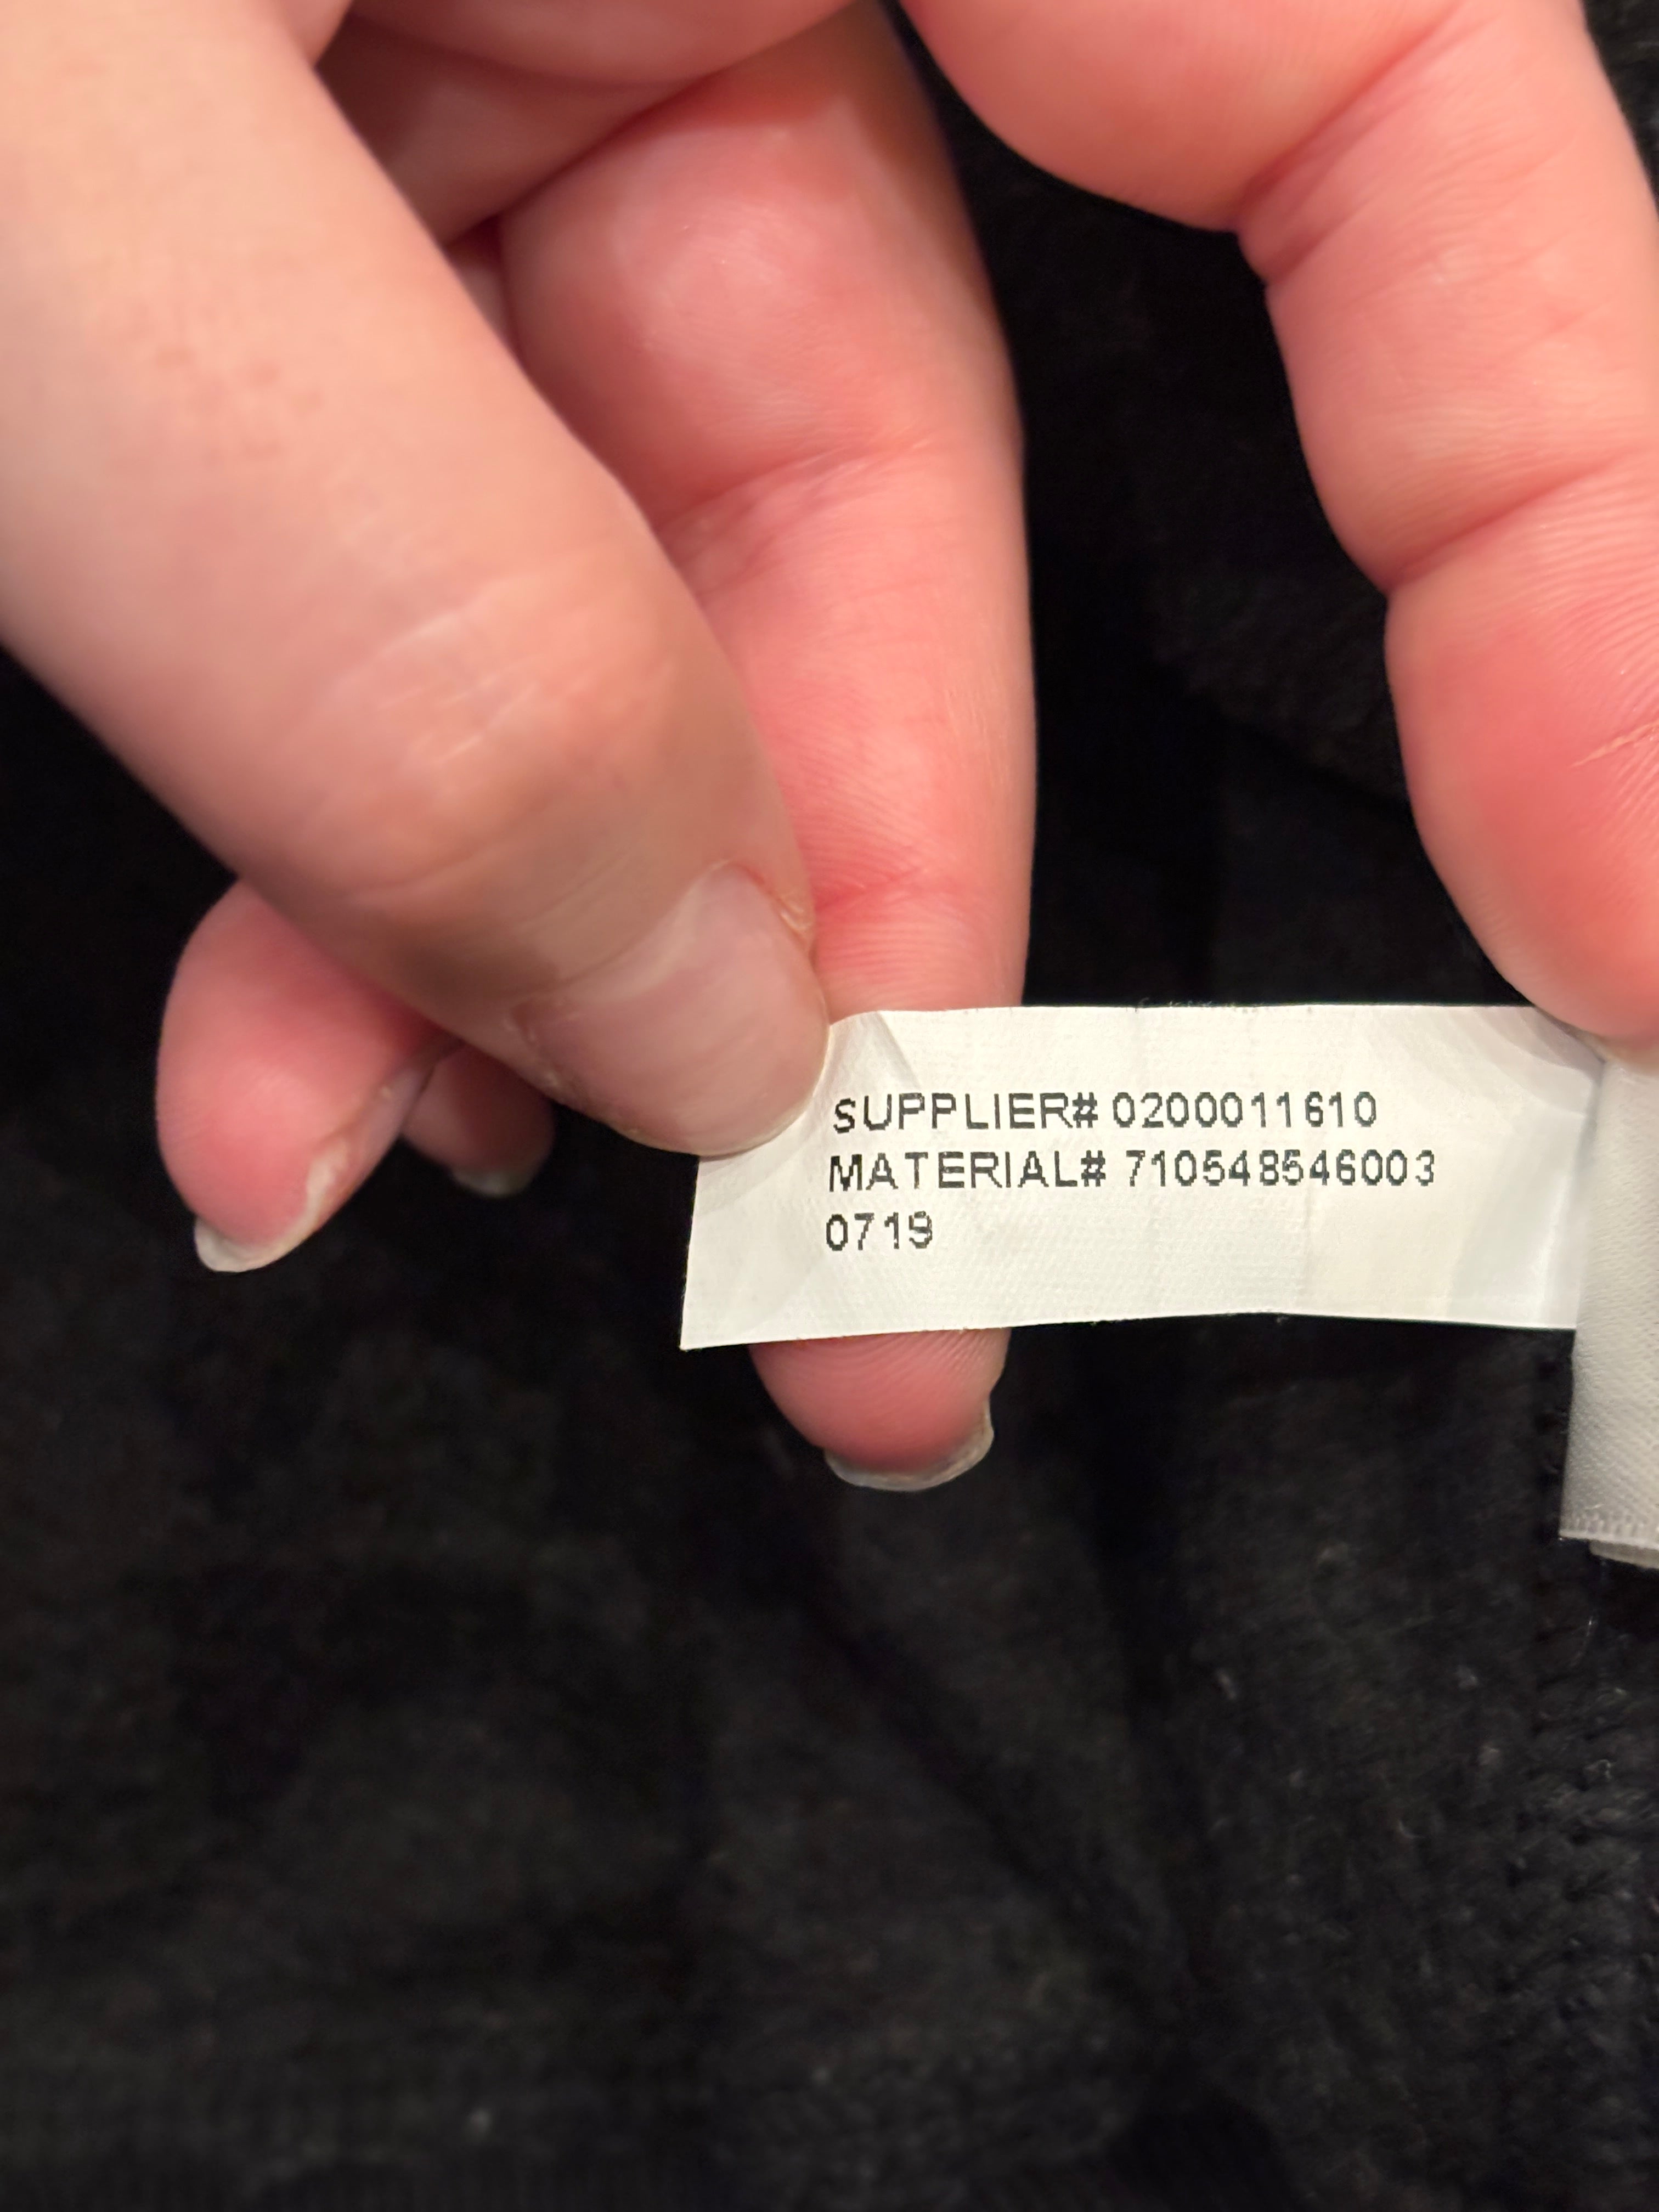 SUPPLIER# 0200011610
MATERIAL# 710548546003
0719